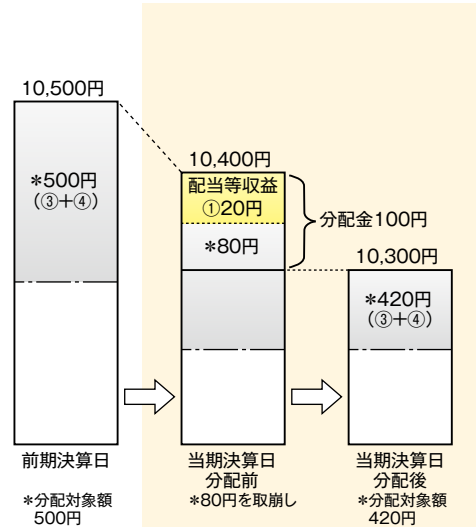 10,500円
*500円
(③+④)
前期決算日
*分配対象額
500円
10,400円
配当等収益
①20円
*80円
分配金100円
当期決算日
分配前
*80円を取崩し
10,300円
*420円
(③+④)
当期決算日
分配後
*分配対象額
420円